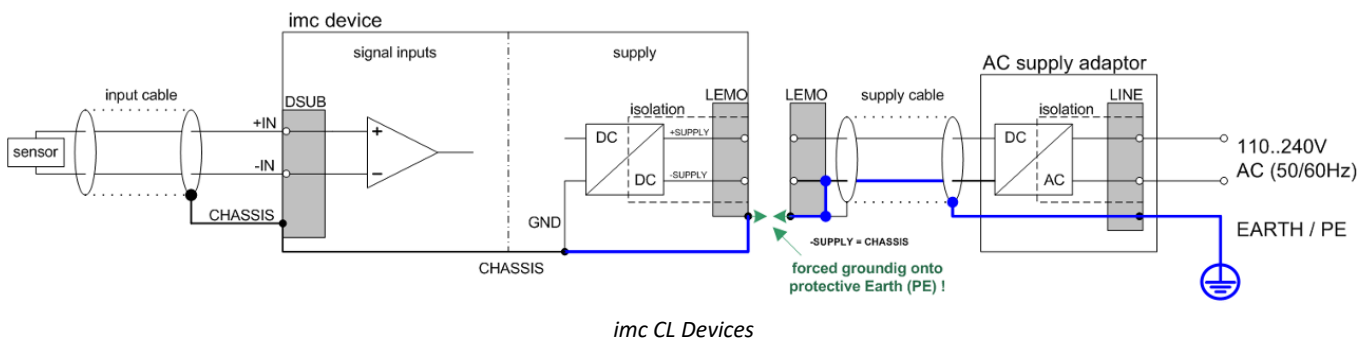 imc device
signal inputs
supply
AC supply adaptor
input cable
DSUB
isolation
LEMO
LEMO
supply cable
isolation
LINE
+IN
+
DC
+SUPPLY
DC
110..240V
AC (50/60Hz)
sensor
-IN
−
DC
-SUPPLY
AC
CHASSIS
GND
EARTH / PE
-SUPPLY = CHASSIS
CHASSIS
forced groundig onto
protective Earth (PE) !
imc CL Devices